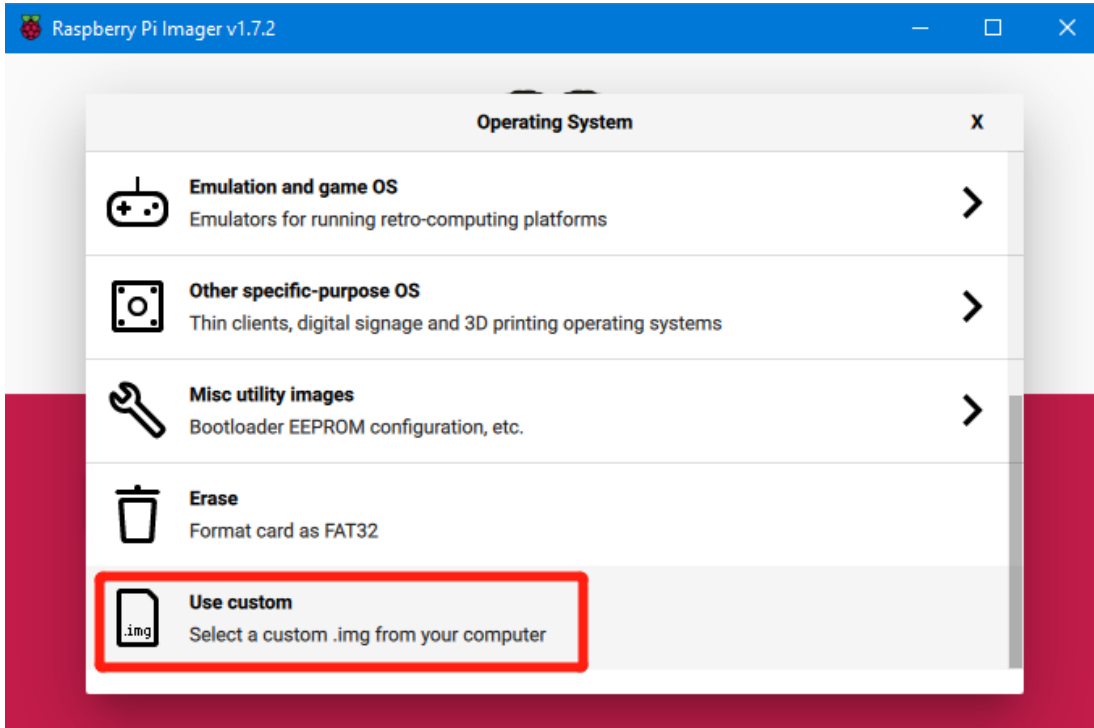 Raspberry Pi Imager v1.7.2
Operating System
X
Emulation and game OS
Emulators for running retro-computing platforms
Other specific-purpose OS
Thin clients, digital signage and 3D printing operating systems
Misc utility images
Bootloader EEPROM configuration, etc.
Erase
Format card as FAT32
Use custom
.img
Select a custom .img from your computer